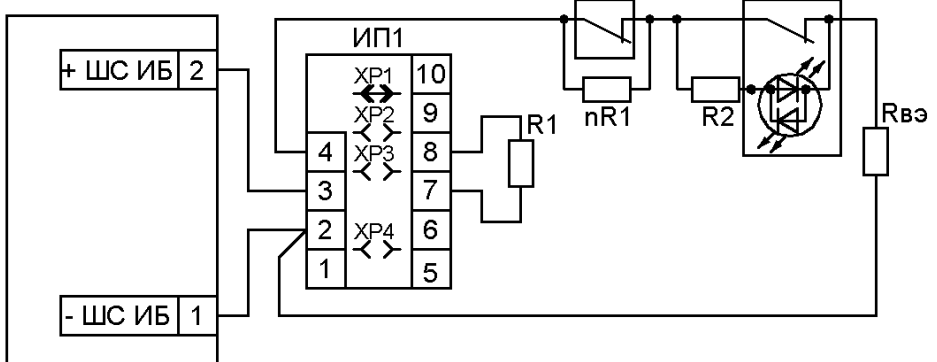 ИП1
+ ШС ИБ 2
XP1 10
XP2 9
4 XP3 8
3 7
2 XP4 6
1 5
R1
nR1
R2
Rвэ
- ШС ИБ 1